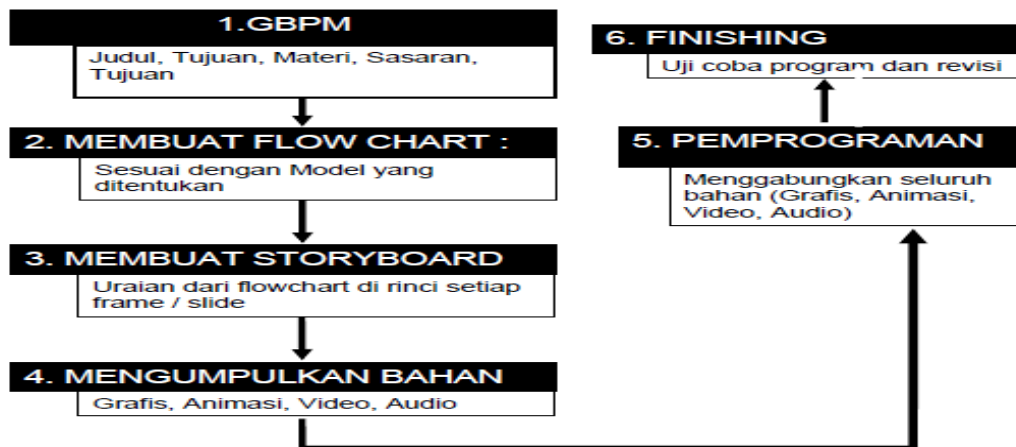 1.GBPM
Judul, Tujuan, Materi, Sasaran,
Tujuan
2. MEMBUAT FLOW CHART :
Sesuai dengan Model yang
ditentukan
3. MEMBUAT STORYBOARD
Uraian dari flowchart di rinci setiap
frame / slide
4. MENGUMPULKAN BAHAN
Grafis, Animasi, Video, Audio
5. PEMPROGRAMAN
Menggabungkan seluruh
bahan (Grafis, Animasi,
Video, Audio)
6. FINISHING
Uji coba program dan revisi